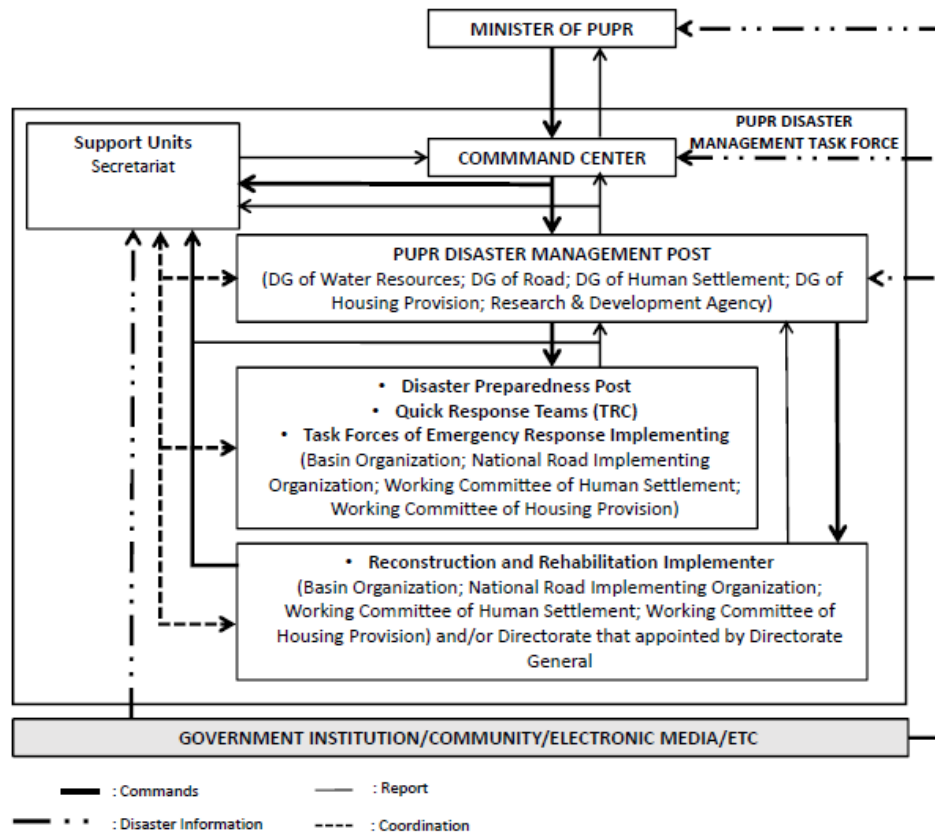 MINISTER OF PUPR
PUPR DISASTER
MANAGEMENT TASK FORCE
Support Units
Secretariat
COMMMAND CENTER
PUPR DISASTER MANAGEMENT POST
(DG of Water Resources; DG of Road; DG of Human Settlement; DG of
Housing Provision; Research & Development Agency)
• Disaster Preparedness Post
• Quick Response Teams (TRC)
• Task Forces of Emergency Response Implementing
(Basin Organization; National Road Implementing
Organization; Working Committee of Human Settlement;
Working Committee of Housing Provision)
• Reconstruction and Rehabilitation Implementer
(Basin Organization; National Road Implementing Organization;
Working Committee of Human Settlement; Working Committee of
Housing Provision) and/or Directorate that appointed by Directorate
General
GOVERNMENT INSTITUTION/COMMUNITY/ELECTRONIC MEDIA/ETC
: Commands
: Report
: Disaster Information
: Coordination